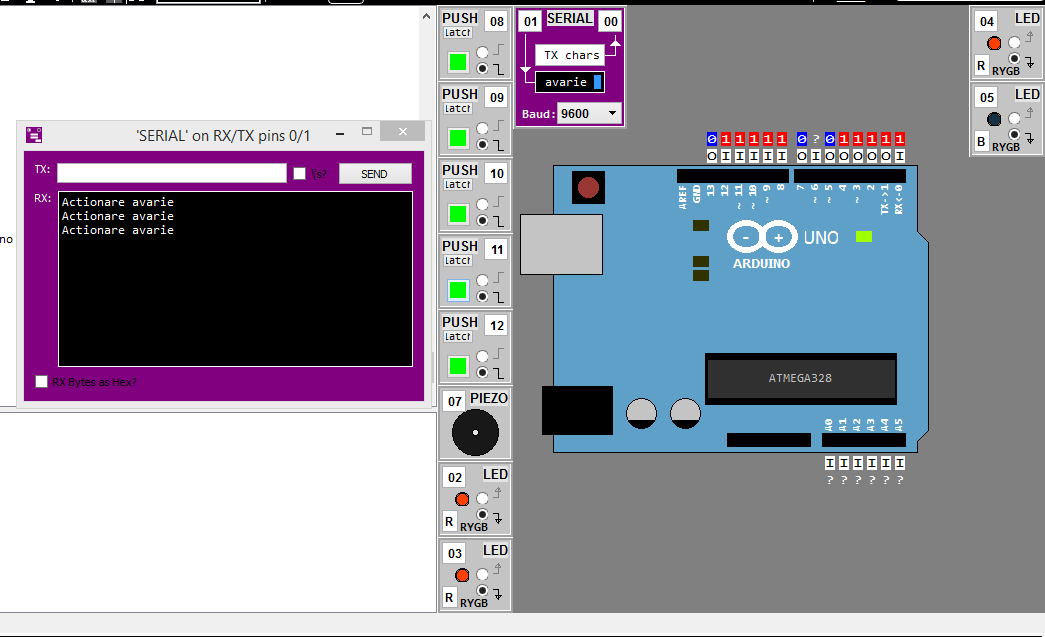 'SERIAL' on RX/TX pins 0/1
TX:
\s?
SEND
RX:
Actionare avarie
Actionare avarie
Actionare avarie
RX Bytes as Hex?
no
PUSH 08
Latch
PUSH 09
Latch
PUSH 10
Latch
PUSH 11
Latch
PUSH 12
Latch
07 PIEZO
02 LED
R RYGB
03 LED
R RYGB
01 SERIAL 00
TX chars
avarie
Baud: 9600
04 LED
R RYGB
05 LED
B RYGB
0 1 1 1 1 1 0 ? 0 1 1 1 1 1
O I I I I I O I O O O O O I
AREF
GND
13
12
~ 11
~ 10
~ 9
8
7
~ 6
~ 5
4
~ 3
2
TX->1
RX<-0
- +
UNO
ARDUINO
ATMEGA328
A0
A1
A2
A3
A4
A5
I I I I I I
? ? ? ? ? ?